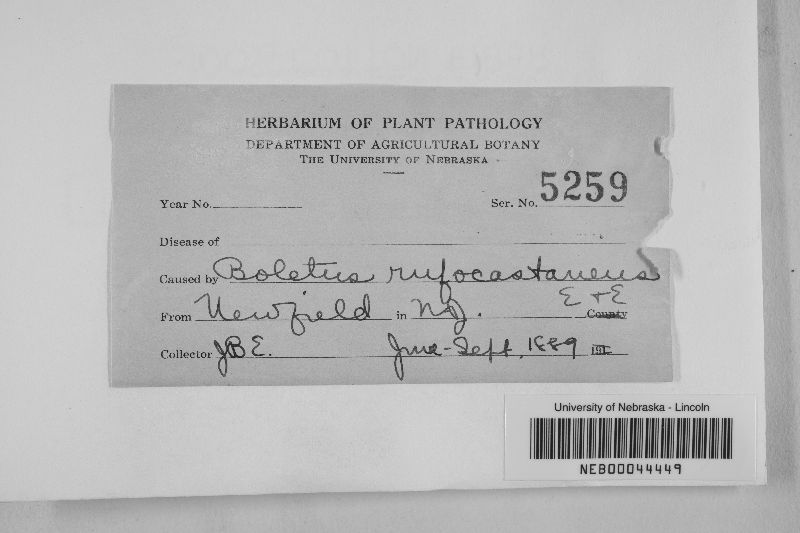 HERBARIUM OF PLANT PATHOLOGY
DEPARTMENT OF AGRICULTURAL BOTANY
THE UNIVERSITY OF NEBRASKA
Year No. Ser. No. 5259
Disease of
Caused by Boletus rufocastaneus
E & E
From Newfield in N.J. County
Collector JBE. June-Sept. 1889 191
University of Nebraska - Lincoln
NEB00044449